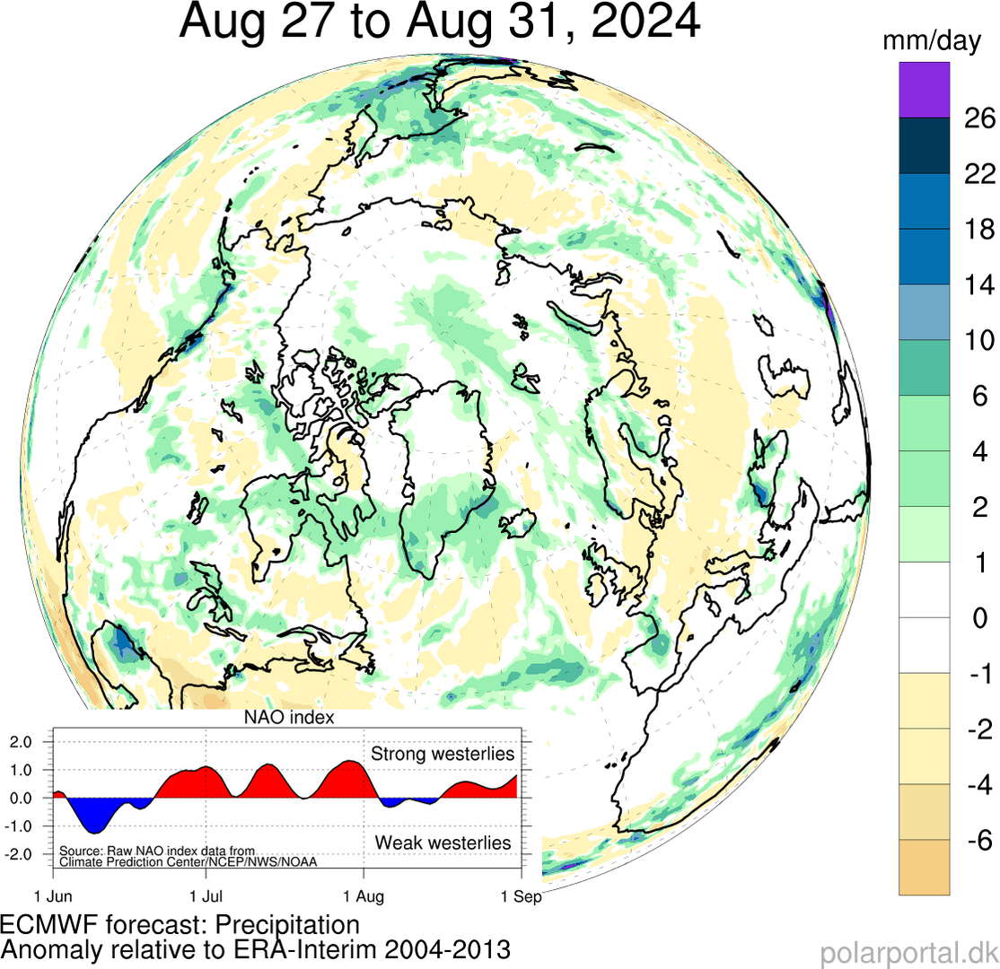 Aug 27 to Aug 31, 2024
mm/day
26
22
18
14
10
6
4
2
1
0
-1
-2
-4
-6
NAO index
2.0
1.0
0.0
-1.0
-2.0
Strong westerlies
Weak westerlies
Source: Raw NAO index data from
Climate Prediction Center/NCEP/NWS/NOAA
1 Jun
1 Jul
1 Aug
1 Sep
ECMWF forecast: Precipitation
Anomaly relative to ERA-Interim 2004-2013
polarportal.dk